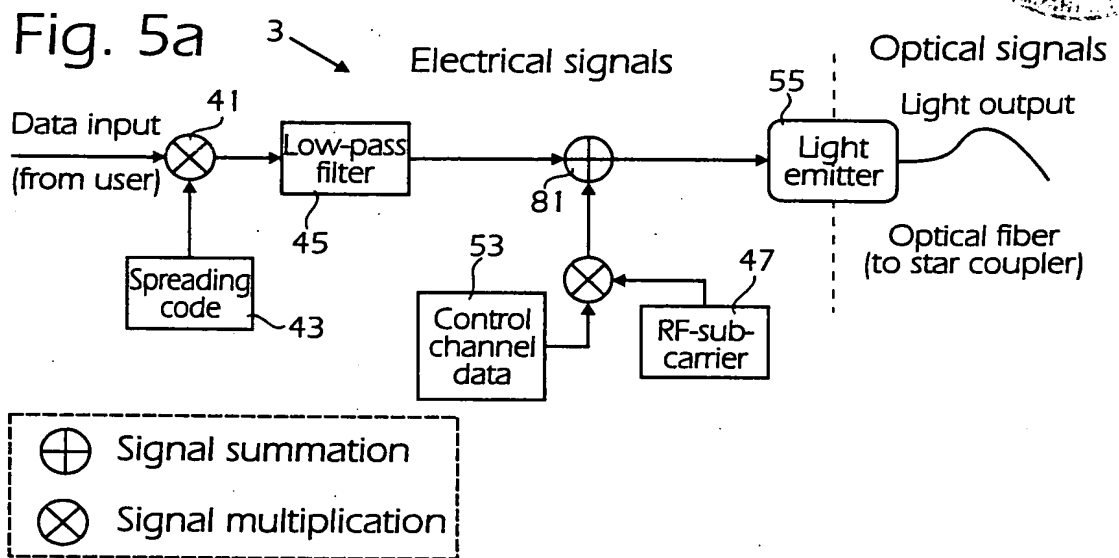 Fig. 5a
3
Electrical signals
Optical signals
Data input
(from user)
41
Low-pass
filter
45
81
55
Light
emitter
Light output
Optical fiber
(to star coupler)
Spreading
code
43
53
Control
channel
data
47
RF-sub-
carrier
Signal summation
Signal multiplication